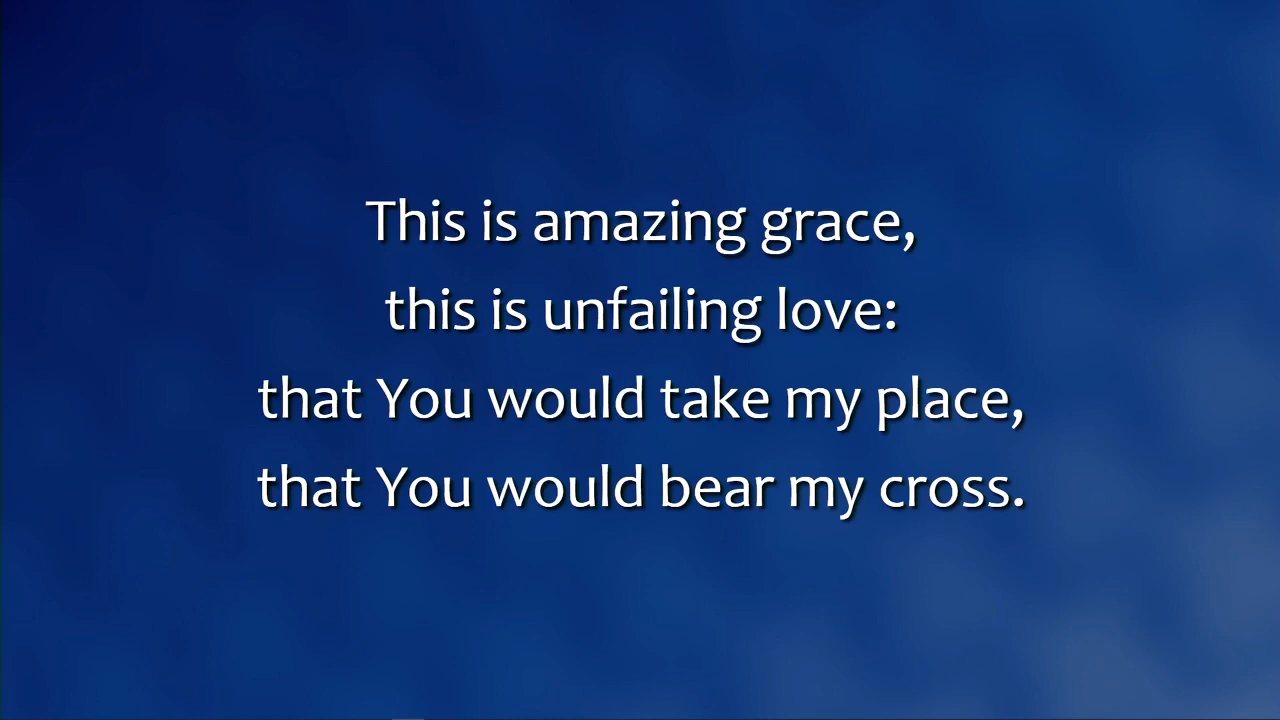 This is amazing grace,
this is unfailing love:
that You would take my place,
that You would bear my cross.